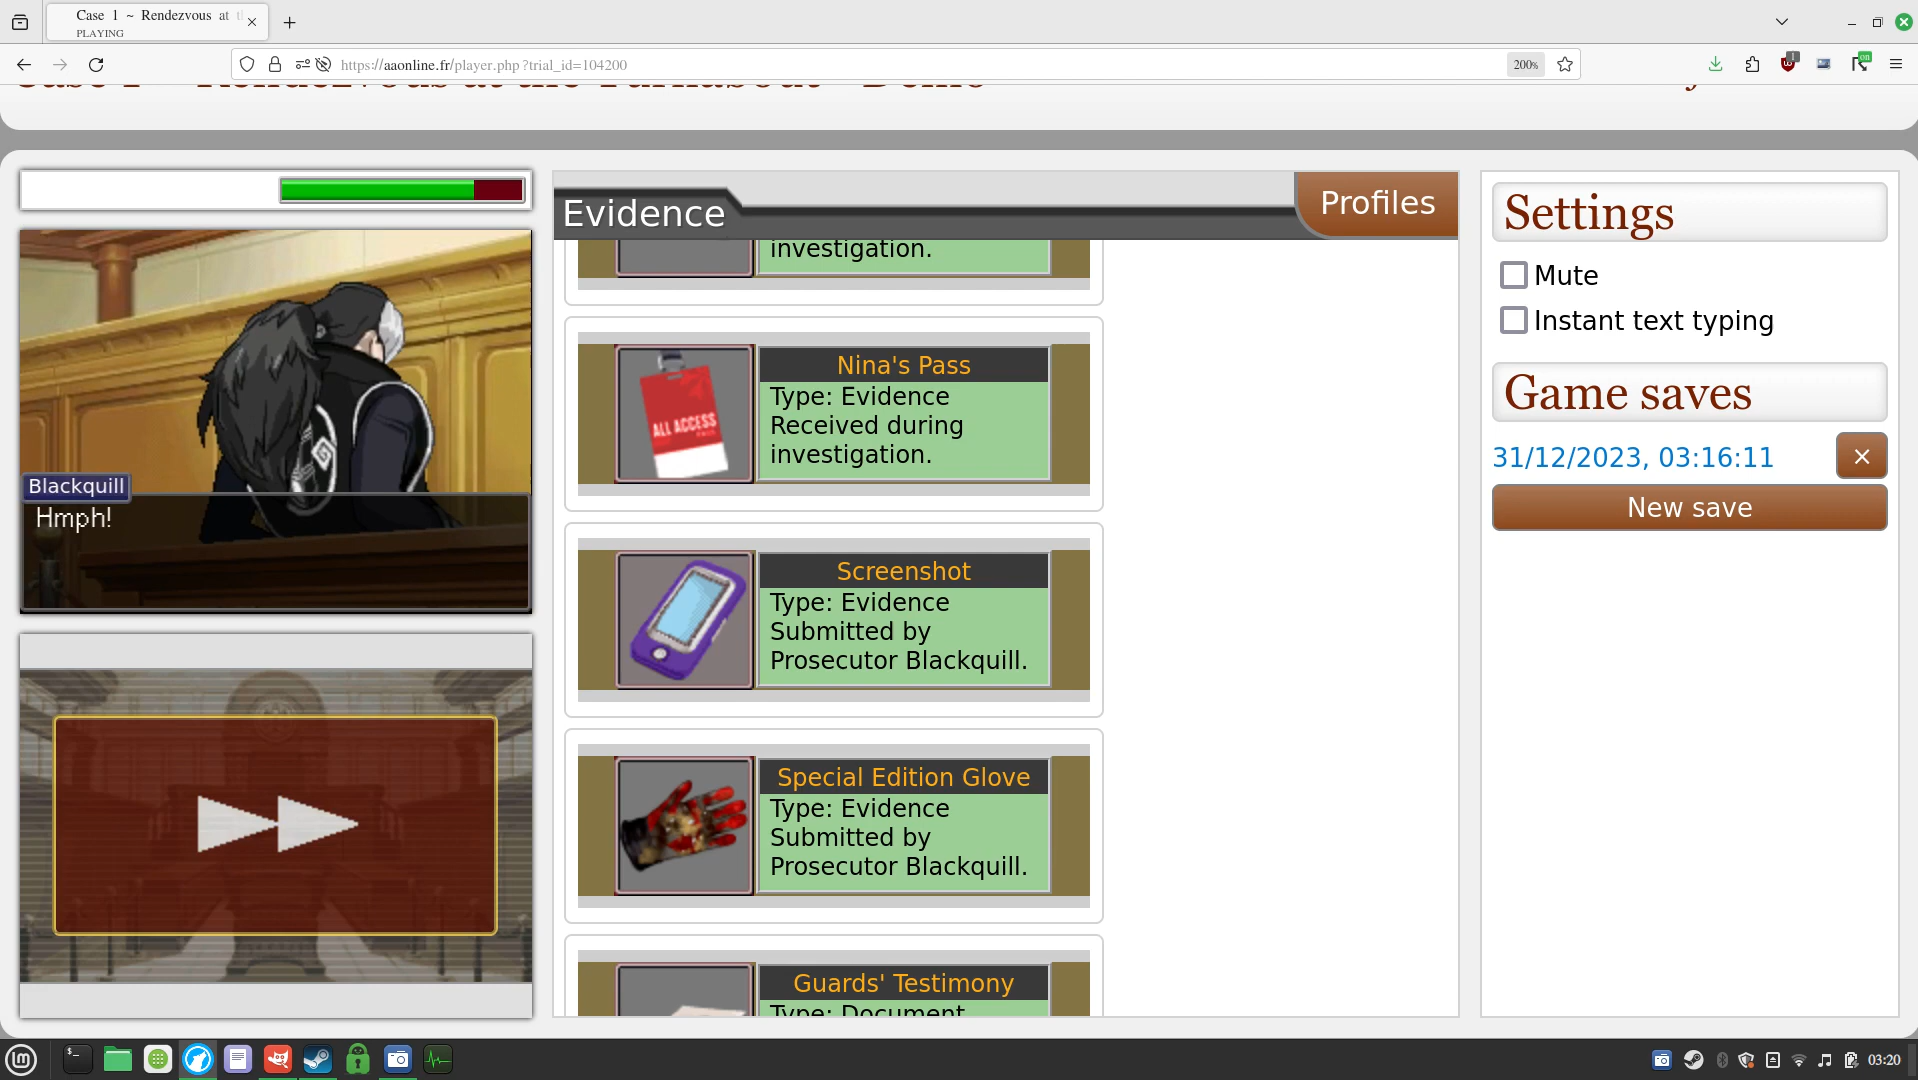 Case 1 ~ Rendezvous at
PLAYING
https://aaonline.fr/player.php?trial_id=104200
200%
Evidence
Profiles
investigation.
Nina's Pass
ALL ACCESS
Type: Evidence
Received during
investigation.
Screenshot
Type: Evidence
Submitted by
Prosecutor Blackquill.
Special Edition Glove
Type: Evidence
Submitted by
Prosecutor Blackquill.
Guards' Testimony
Type: Document
Blackquill
Hmph!
Settings
Mute
Instant text typing
Game saves
31/12/2023, 03:16:11
New save
03:20